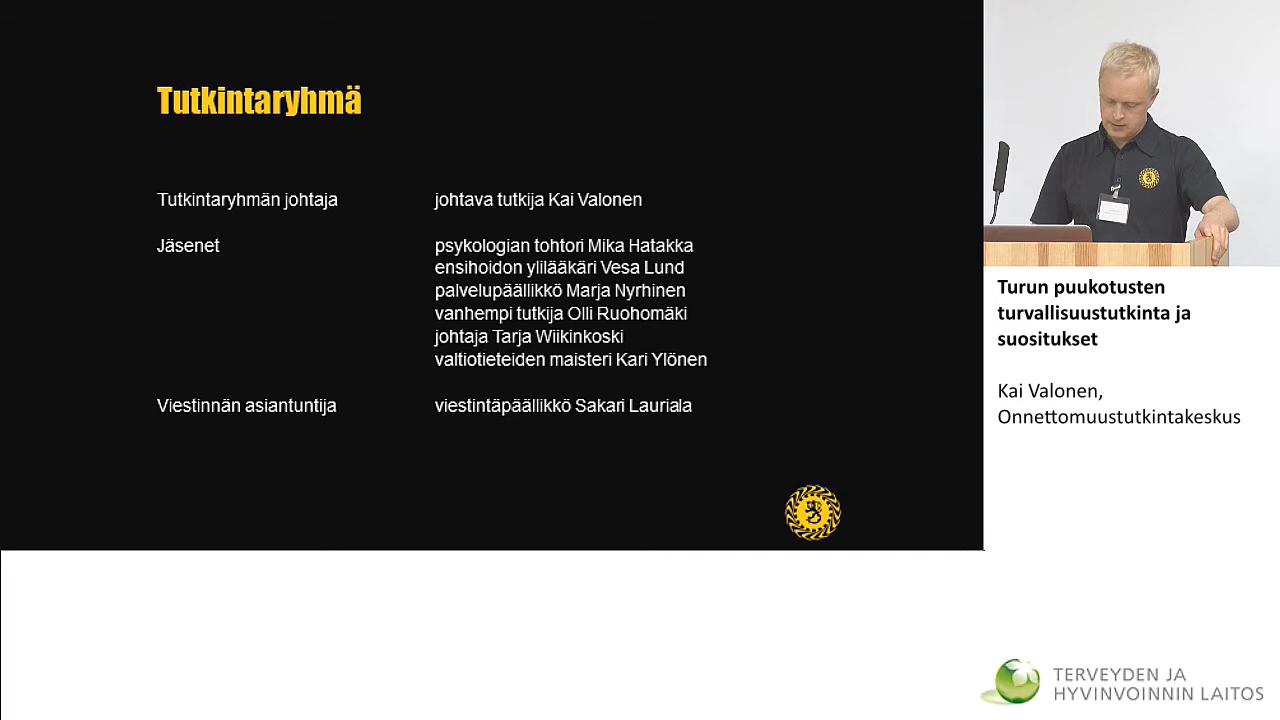 Tutkintaryhmä
Tutkintaryhmän johtaja johtava tutkija Kai Valonen
Jäsenet psykologian tohtori Mika Hatakka
ensihoidon ylilääkäri Vesa Lund
palvelupäällikkö Marja Nyrhinen
vanhempi tutkija Olli Ruohomäki
johtaja Tarja Wiikinkoski
valtiotieteiden maisteri Kari Ylönen
Viestinnän asiantuntija viestintäpäällikkö Sakari Lauriala
Turun puukotusten
turvallisuustutkinta ja
suositukset
Kai Valonen,
Onnettomuustutkintakeskus
TERVEYDEN JA
HYVINVOINNIN LAITOS